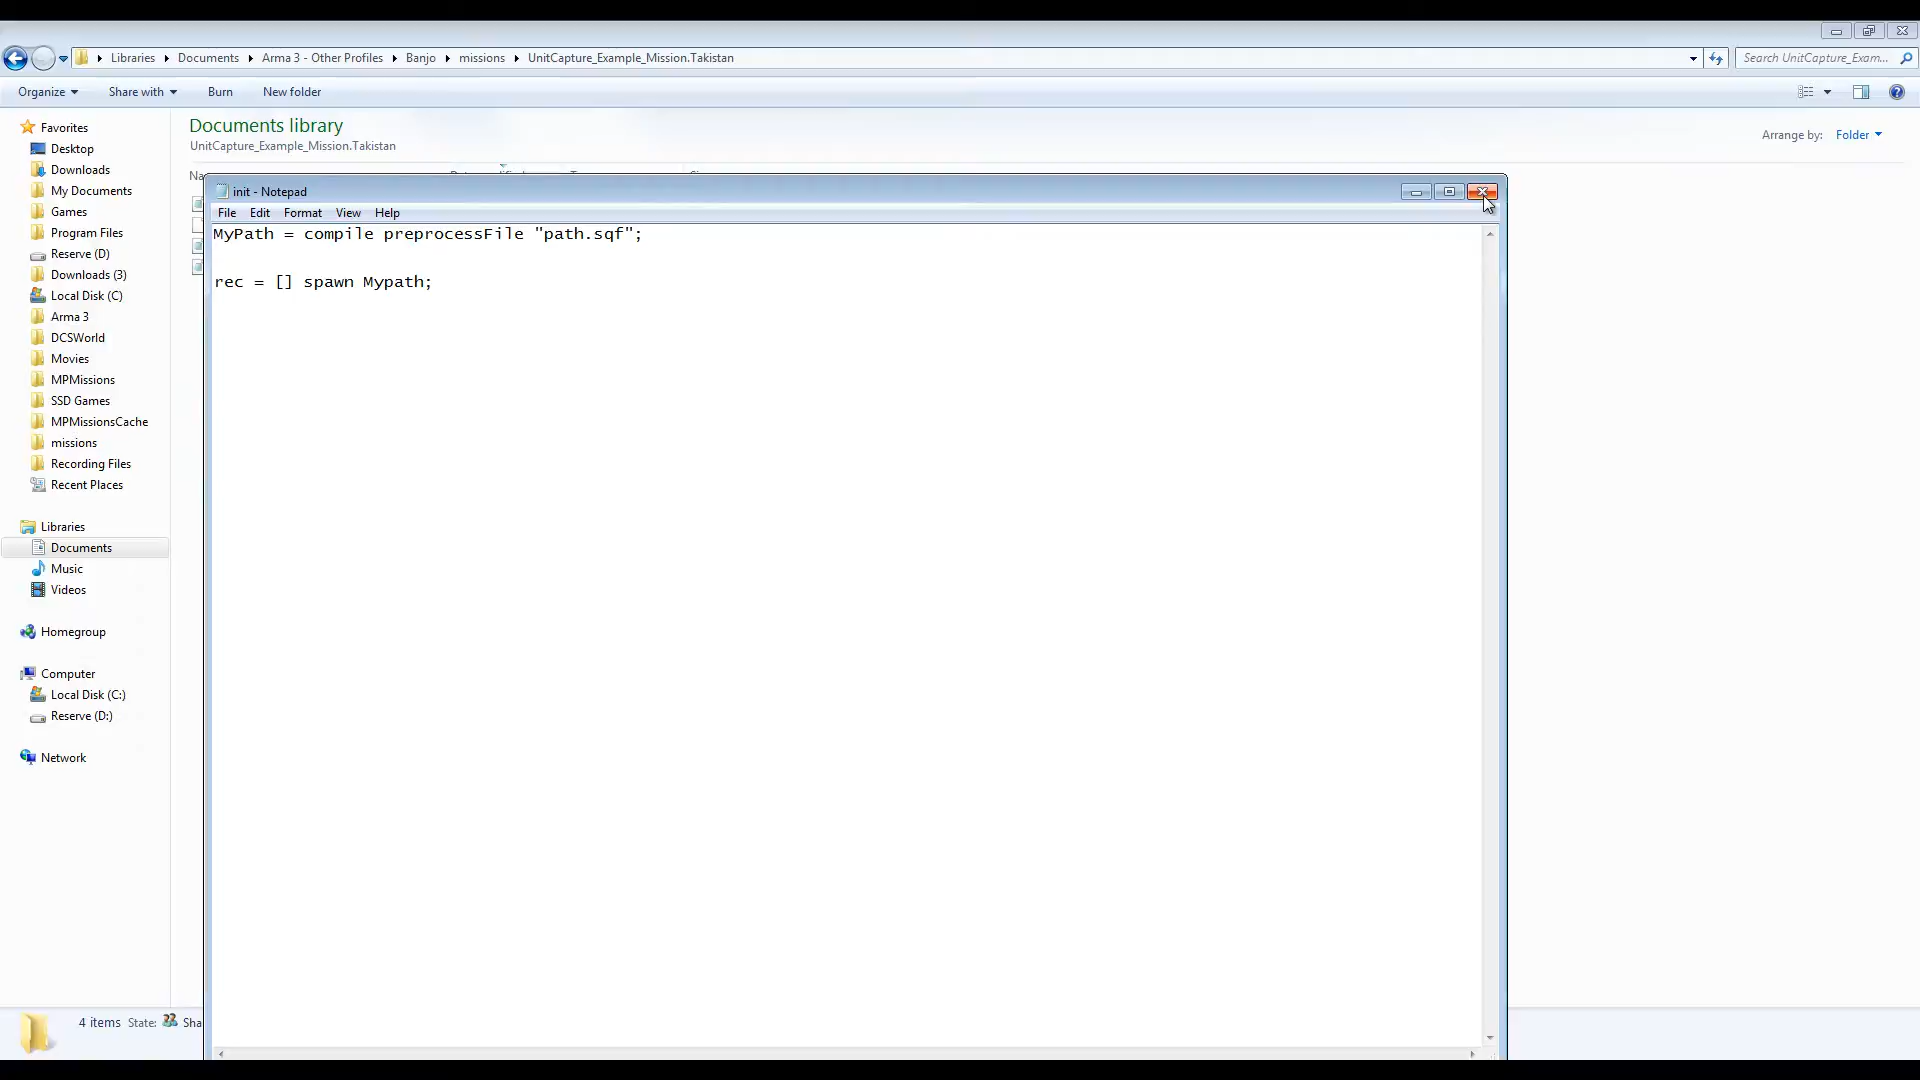 Libraries Documents Arma 3 - Other Profiles Banjo missions UnitCapture_Example_Mission.Takistan
Search UnitCapture_Exam...
Organize Share with Burn New folder
Favorites
Desktop
Downloads
My Documents
Games
Program Files
Reserve (D)
Downloads (3)
Local Disk (C)
Arma 3
DCSWorld
Movies
MPMissions
SSD Games
MPMissionsCache
missions
Recording Files
Recent Places
Libraries
Documents
Music
Videos
Homegroup
Computer
Local Disk (C:)
Reserve (D:)
Network
Documents library
UnitCapture_Example_Mission.Takistan
Arrange by: Folder
init - Notepad
File Edit Format View Help
MyPath = compile preprocessFile "path.sqf";
rec = [] spawn Mypath;
4 items State: Sha